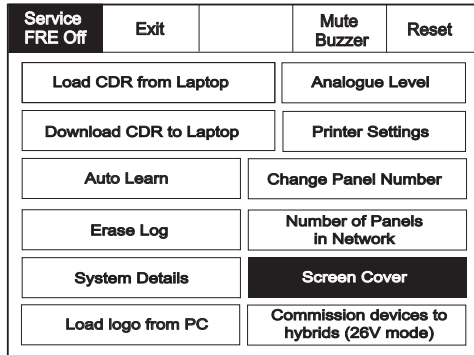 Service
FRE Off
Exit
Mute
Buzzer
Reset
Load CDR from Laptop
Analogue Level
Download CDR to Laptop
Printer Settings
Auto Learn
Change Panel Number
Erase Log
Number of Panels
in Network
System Details
Screen Cover
Load logo from PC
Commission devices to
hybrids (26V mode)